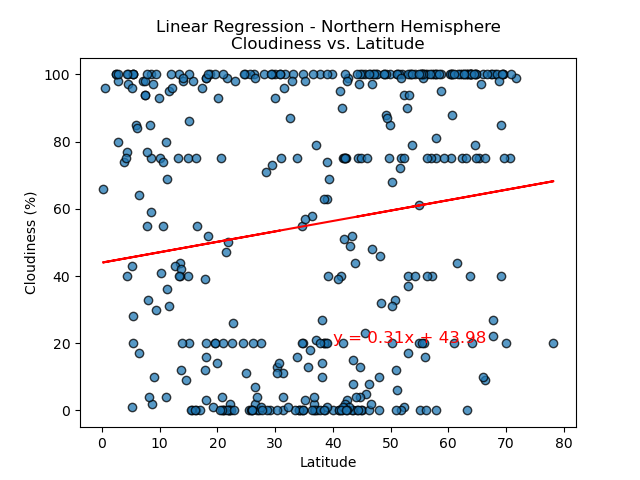 Linear Regression - Northern Hemisphere
Cloudiness vs. Latitude
100
80
60
40
20
0
Cloudiness (%)
y = 0.31x + 43.98
0 10 20 30 40 50 60 70 80
Latitude